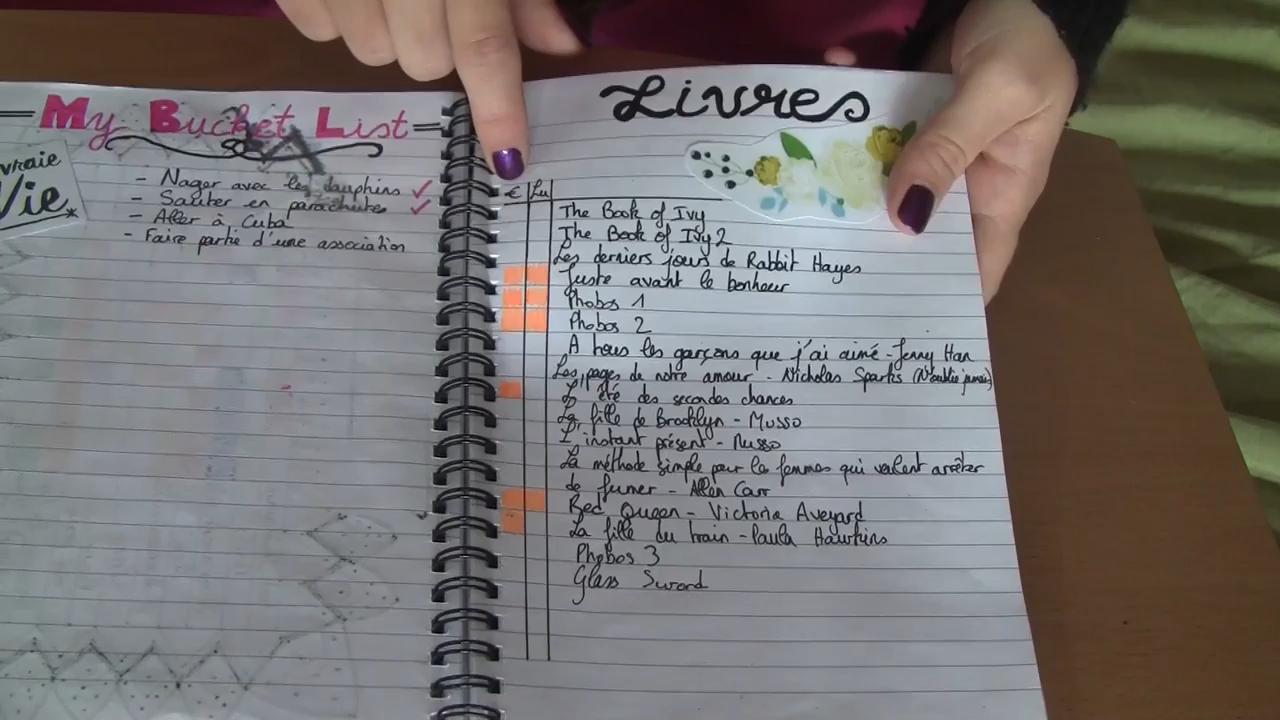 My Bucket List
vraie
Vie
- Nager avec les dauphins ✓
- Sauter en parachute ✓
- Aller à Cuba
- Faire partie d'une association
Livres
€ Lu
The Book of Ivy
The Book of Ivy 2
Les derniers jours de Rabbit Hayes
Juste avant le bonheur
Phobos 1
Phobos 2
A tous les garçons que j'ai aimé - Jenny Han
Les pages de notre amour - Nicholas Sparks (N'oublie jamais)
L'été des secondes chances
La fille de Brooklyn - Musso
L'instant présent - Musso
La méthode simple pour les femmes qui veulent arrêter
de fumer - Allen Carr
Red Queen - Victoria Aveyard
La fille du train - Paula Hawkins
Phobos 3
Glass Sword